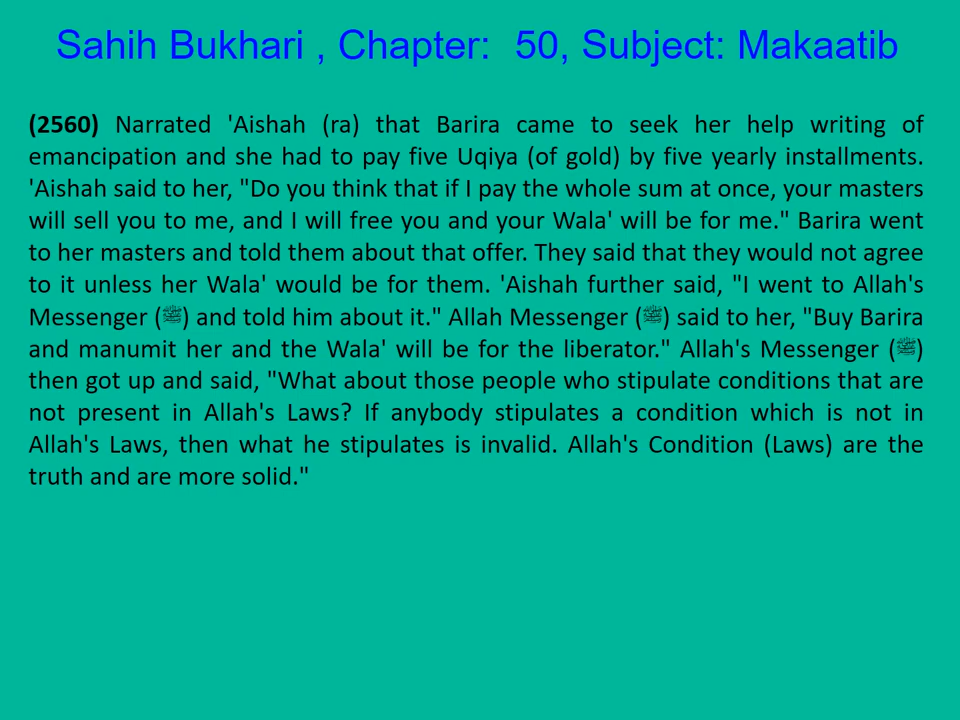 Sahih Bukhari , Chapter:  50, Subject: Makaatib
(2560) Narrated 'Aishah (ra) that Barira came to seek her help writing of
emancipation and she had to pay five Uqiya (of gold) by five yearly installments.
'Aishah said to her, "Do you think that if I pay the whole sum at once, your masters
will sell you to me, and I will free you and your Wala' will be for me." Barira went
to her masters and told them about that offer. They said that they would not agree
to it unless her Wala' would be for them. 'Aishah further said, "I went to Allah's
Messenger (ﷺ) and told him about it." Allah Messenger (ﷺ) said to her, "Buy Barira
and manumit her and the Wala' will be for the liberator." Allah's Messenger (ﷺ)
then got up and said, "What about those people who stipulate conditions that are
not present in Allah's Laws? If anybody stipulates a condition which is not in
Allah's Laws, then what he stipulates is invalid. Allah's Condition (Laws) are the
truth and are more solid."